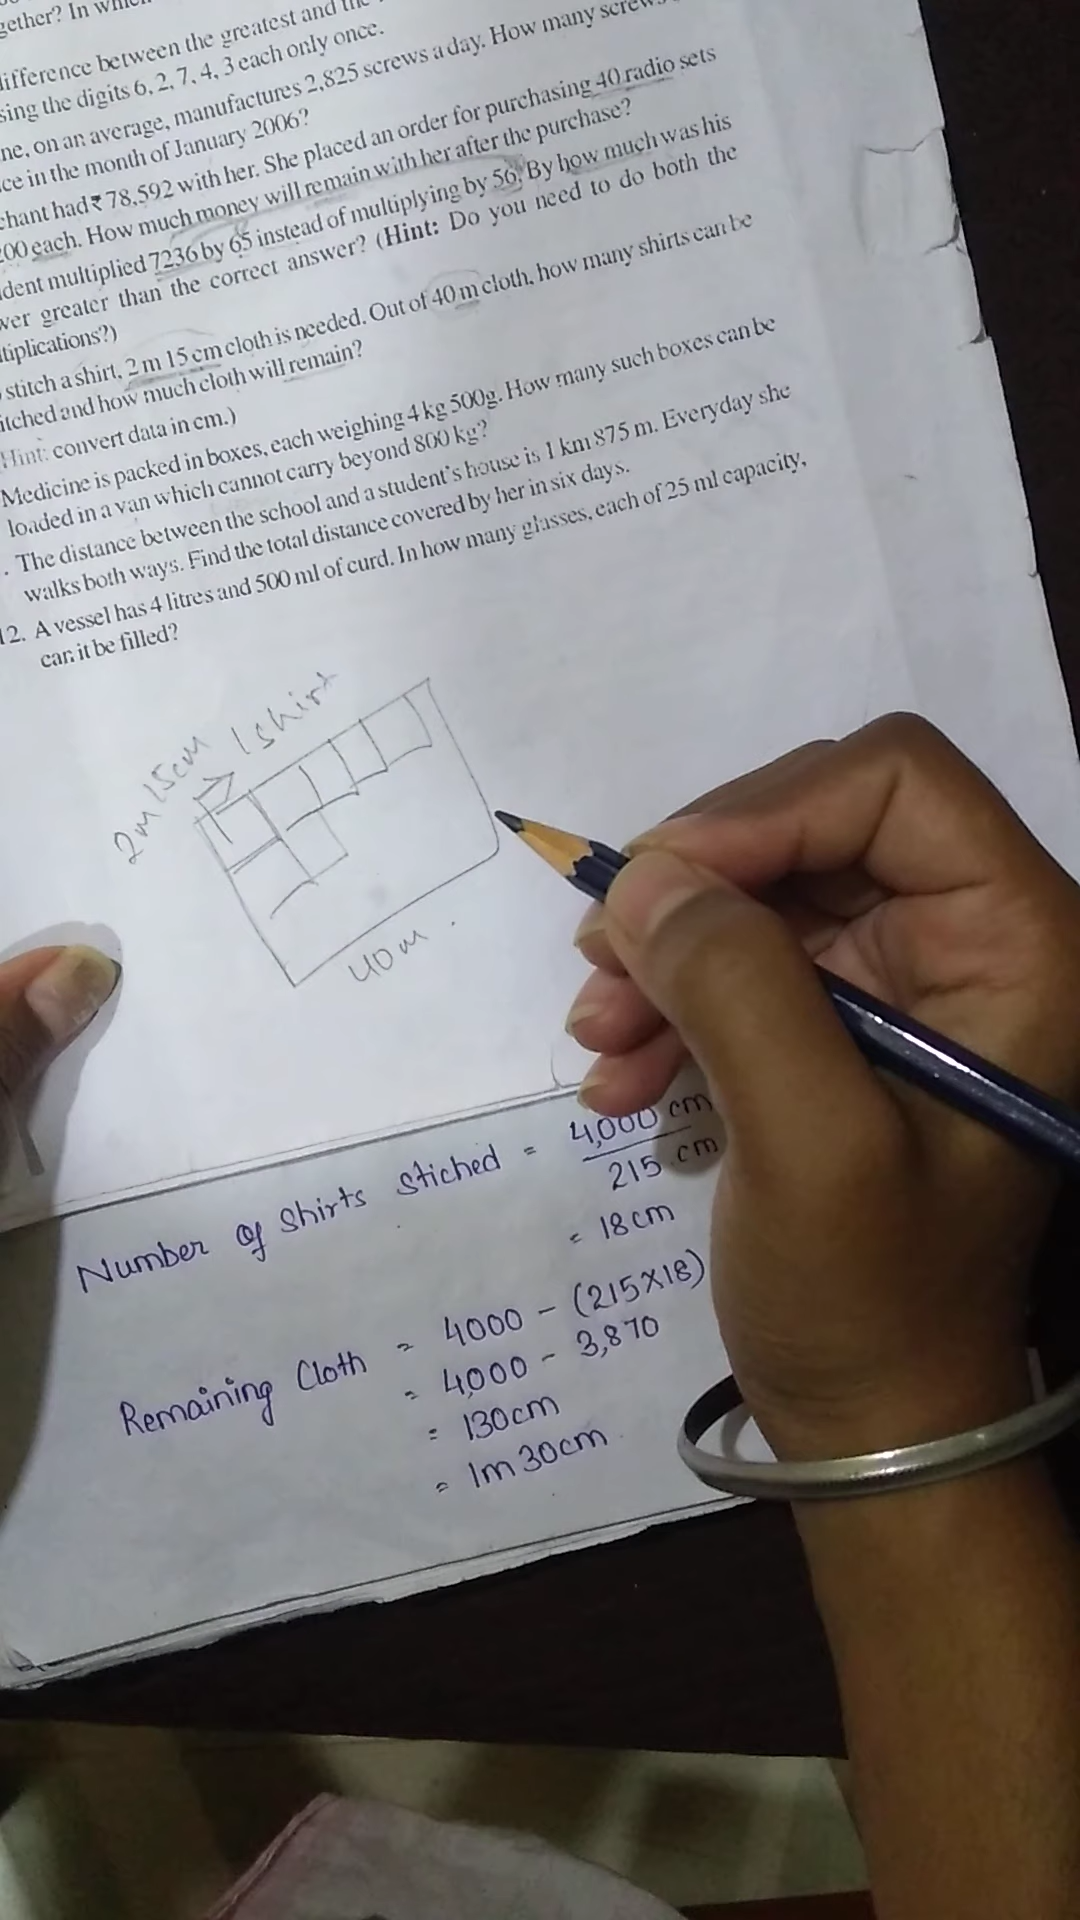 gether? In
difference between the greatest and the
sing the digits 6, 2, 7, 4, 3 each only once.
ne, on an average, manufactures 2,825 screws a day. How many screws
ce in the month of January 2006?
chant had ₹ 78,592 with her. She placed an order for purchasing 40 radio sets
200 each. How much money will remain with her after the purchase?
dent multiplied 7236 by 65 instead of multiplying by 56. By how much was his
wer greater than the correct answer? (Hint: Do you need to do both the
tiplications?)
stitch a shirt, 2 m 15 cm cloth is needed. Out of 40 m cloth, how many shirts can be
itched and how much cloth will remain?
Hint: convert data in cm.)
Medicine is packed in boxes, each weighing 4 kg 500g. How many such boxes can be
loaded in a van which cannot carry beyond 800 kg?
. The distance between the school and a student's house is 1 km 875 m. Everyday she
walks both ways. Find the total distance covered by her in six days.
12. A vessel has 4 litres and 500 ml of curd. In how many glasses, each of 25 ml capacity,
can it be filled?
2m 15cm 1 shirt
40m.
Number of shirts stiched = 4,000 cm
215 cm
= 18cm
Remaining Cloth = 4000 - (215×18)
= 4,000 - 3,870
= 130cm
= 1m 30cm.